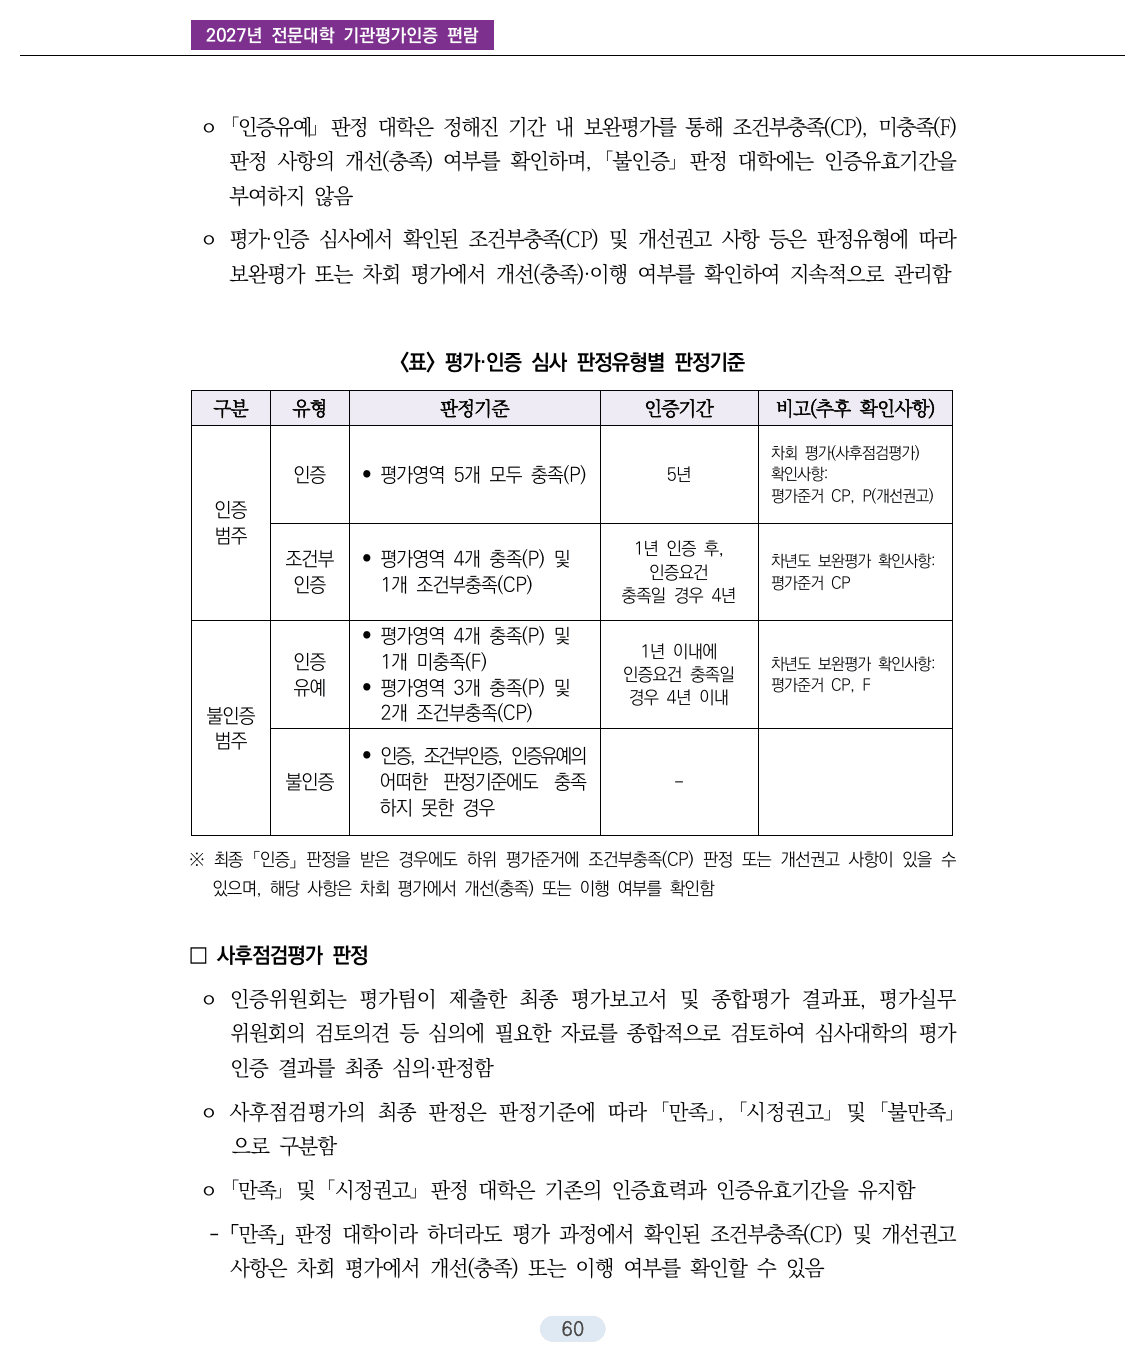 2027년 전문대학 기관평가인증 편람
ㅇ 「인증유예」 판정 대학은 정해진 기간 내 보완평가를 통해 조건부충족(CP), 미충족(F)
판정 사항의 개선(충족) 여부를 확인하며, 「불인증」 판정 대학에는 인증유효기간을
부여하지 않음
ㅇ 평가·인증 심사에서 확인된 조건부충족(CP) 및 개선권고 사항 등은 판정유형에 따라
보완평가 또는 차회 평가에서 개선(충족)·이행 여부를 확인하여 지속적으로 관리함
〈표〉 평가·인증 심사 판정유형별 판정기준
구분 유형 판정기준 인증기간 비고(추후 확인사항)
인증
범주
인증
• 평가영역 5개 모두 충족(P)
5년
차회 평가(사후점검평가)
확인사항:
평가준거 CP, P(개선권고)
조건부
인증
• 평가영역 4개 충족(P) 및
1개 조건부충족(CP)
1년 인증 후,
인증요건
충족일 경우 4년
차년도 보완평가 확인사항:
평가준거 CP
불인증
범주
인증
유예
• 평가영역 4개 충족(P) 및
1개 미충족(F)
• 평가영역 3개 충족(P) 및
2개 조건부충족(CP)
1년 이내에
인증요건 충족일
경우 4년 이내
차년도 보완평가 확인사항:
평가준거 CP, F
불인증
• 인증, 조건부인증, 인증유예의
어떠한 판정기준에도 충족
하지 못한 경우
-
※ 최종 「인증」 판정을 받은 경우에도 하위 평가준거에 조건부충족(CP) 판정 또는 개선권고 사항이 있을 수
있으며, 해당 사항은 차회 평가에서 개선(충족) 또는 이행 여부를 확인함
□ 사후점검평가 판정
ㅇ 인증위원회는 평가팀이 제출한 최종 평가보고서 및 종합평가 결과표, 평가실무
위원회의 검토의견 등 심의에 필요한 자료를 종합적으로 검토하여 심사대학의 평가
인증 결과를 최종 심의·판정함
ㅇ 사후점검평가의 최종 판정은 판정기준에 따라 「만족」, 「시정권고」 및 「불만족」
으로 구분함
ㅇ 「만족」 및 「시정권고」 판정 대학은 기존의 인증효력과 인증유효기간을 유지함
- 「만족」 판정 대학이라 하더라도 평가 과정에서 확인된 조건부충족(CP) 및 개선권고
사항은 차회 평가에서 개선(충족) 또는 이행 여부를 확인할 수 있음
60